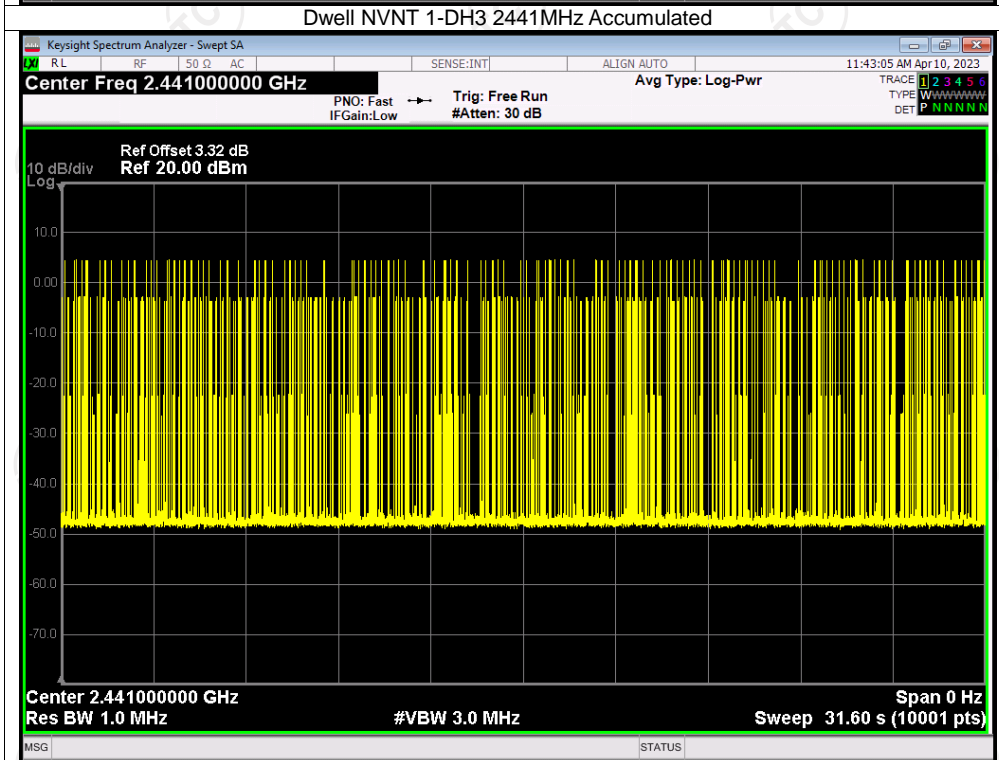 Dwell NVNT 1-DH3 2441MHz Accumulated
Keysight Spectrum Analyzer - Swept SA
LXI RL RF 50 Ω AC SENSE:INT ALIGN AUTO 11:43:05 AM Apr 10, 2023
Center Freq 2.441000000 GHz Avg Type: Log-Pwr TRACE 1 2 3 4 5 6
PNO: Fast Trig: Free Run TYPE WWWWWW
IFGain:Low #Atten: 30 dB DET P N N N N N
Ref Offset 3.32 dB
10 dB/div Ref 20.00 dBm
Log
10.0
0.00
-10.0
-20.0
-30.0
-40.0
-50.0
-60.0
-70.0
Center 2.441000000 GHz Span 0 Hz
Res BW 1.0 MHz #VBW 3.0 MHz Sweep 31.60 s (10001 pts)
MSG STATUS